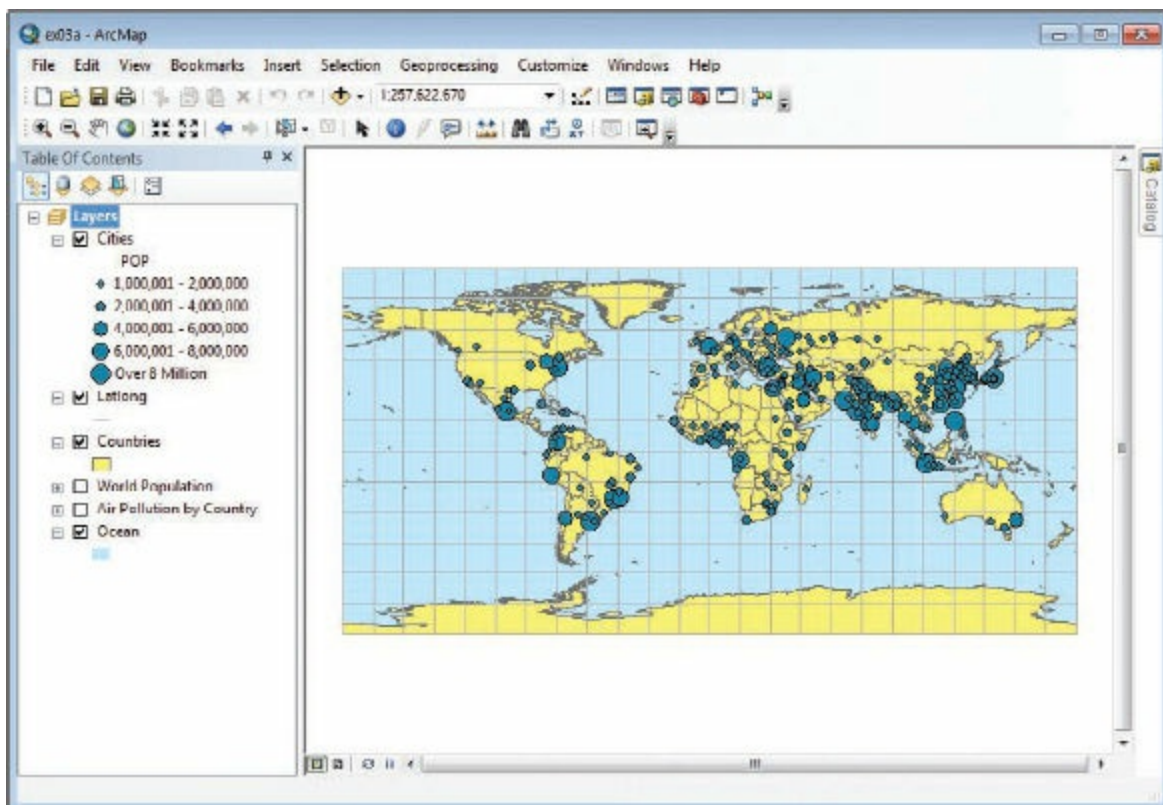 ex03a - ArcMap
File Edit View Bookmarks Insert Selection Geoprocessing Customize Windows Help
1:257,622,670
Table Of Contents
Layers
Cities
POP
1,000,001 - 2,000,000
2,000,001 - 4,000,000
4,000,001 - 6,000,000
6,000,001 - 8,000,000
Over 8 Million
Latlong
Countries
World Population
Air Pollution by Country
Ocean
Catalog